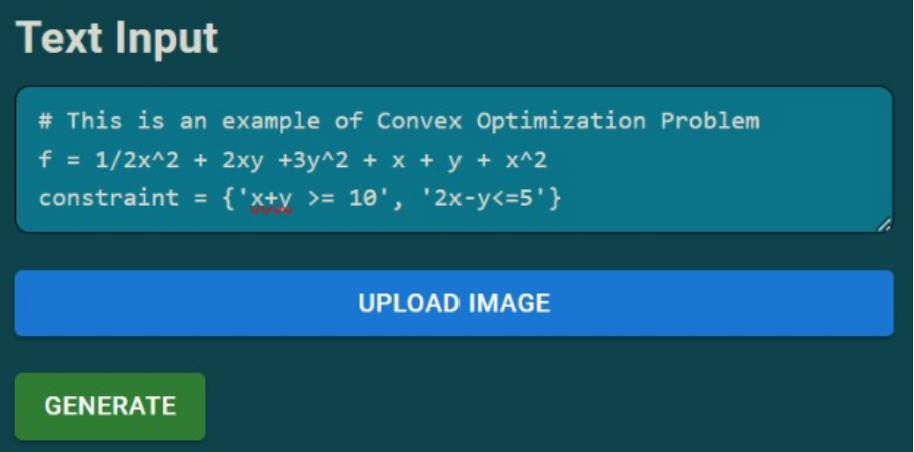 Text Input
# This is an example of Convex Optimization Problem
f = 1/2x^2 + 2xy +3y^2 + x + y + x^2
constraint = {'x+y >= 10', '2x-y<=5'}
UPLOAD IMAGE
GENERATE